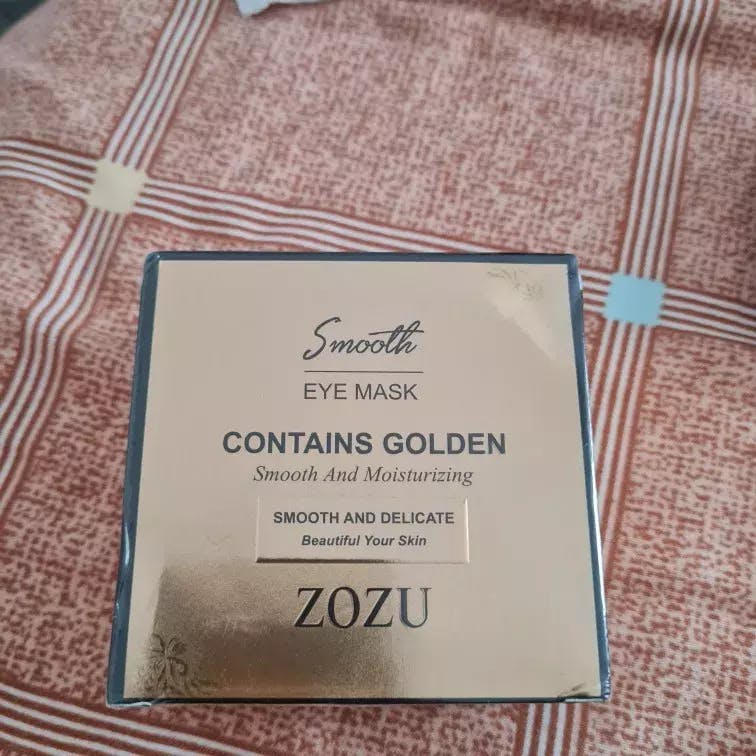 Smooth
EYE MASK
CONTAINS GOLDEN
Smooth And Moisturizing
SMOOTH AND DELICATE
Beautiful Your Skin
ZOZU